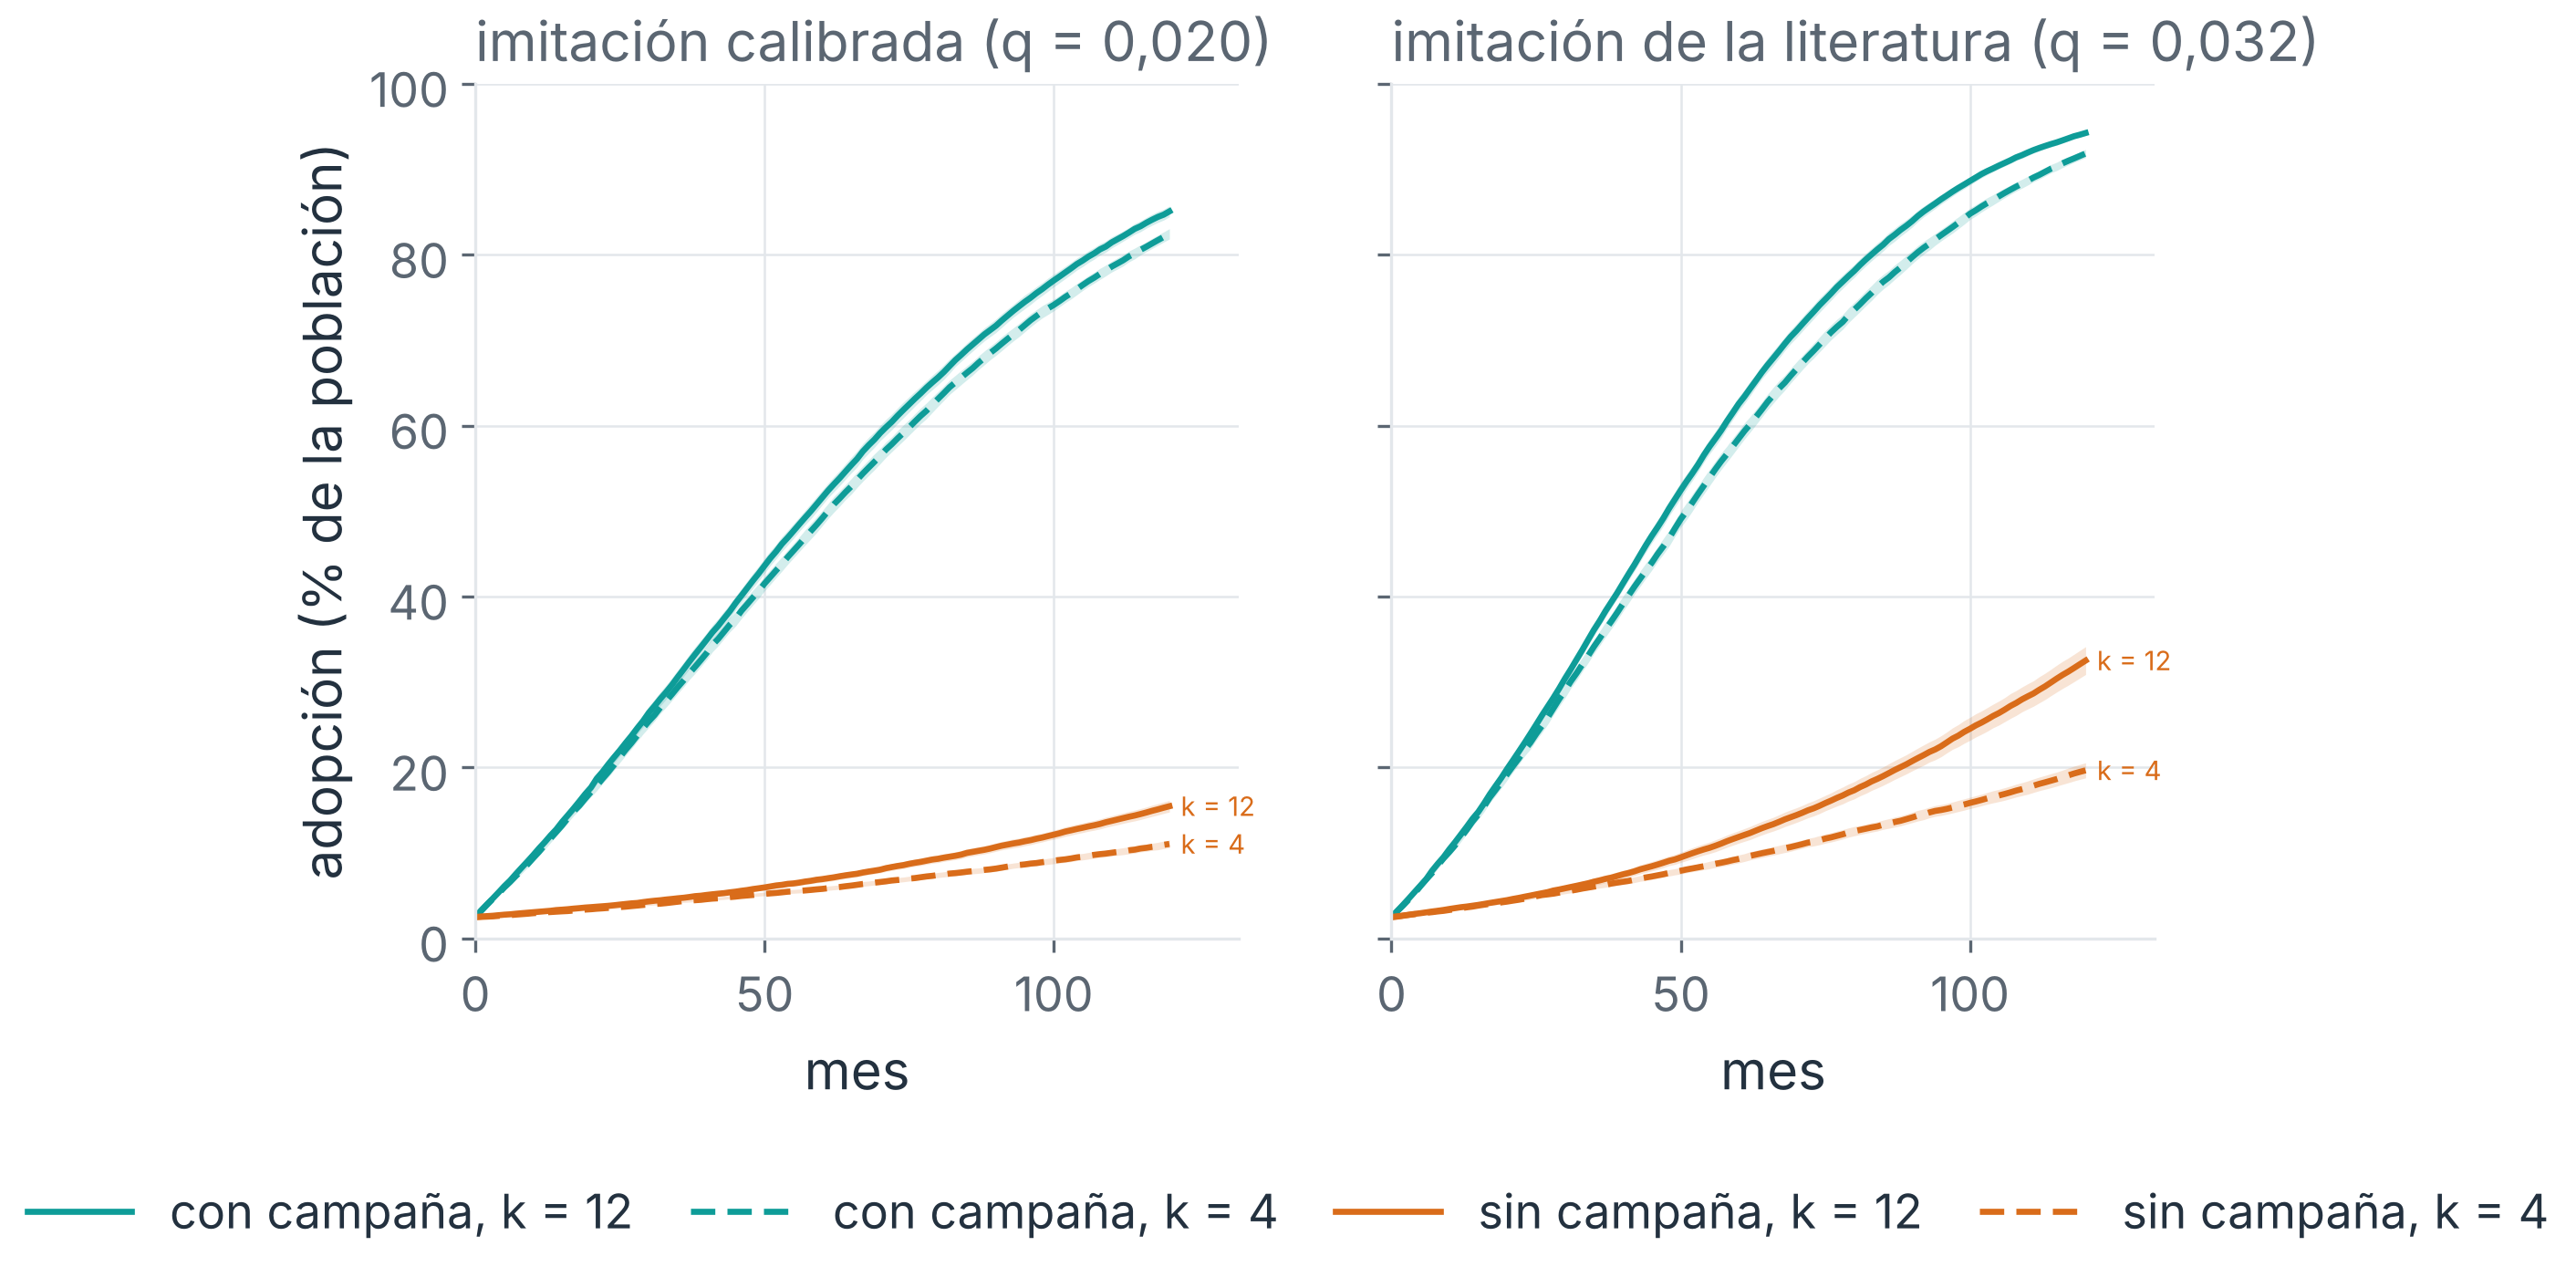 imitación calibrada (q = 0,020)
imitación de la literatura (q = 0,032)
adopción (% de la población)
100
80
60
40
20
0
k = 12
k = 4
k = 12
k = 4
0 50 100
0 50 100
mes
mes
con campaña, k = 12
con campaña, k = 4
sin campaña, k = 12
sin campaña, k = 4